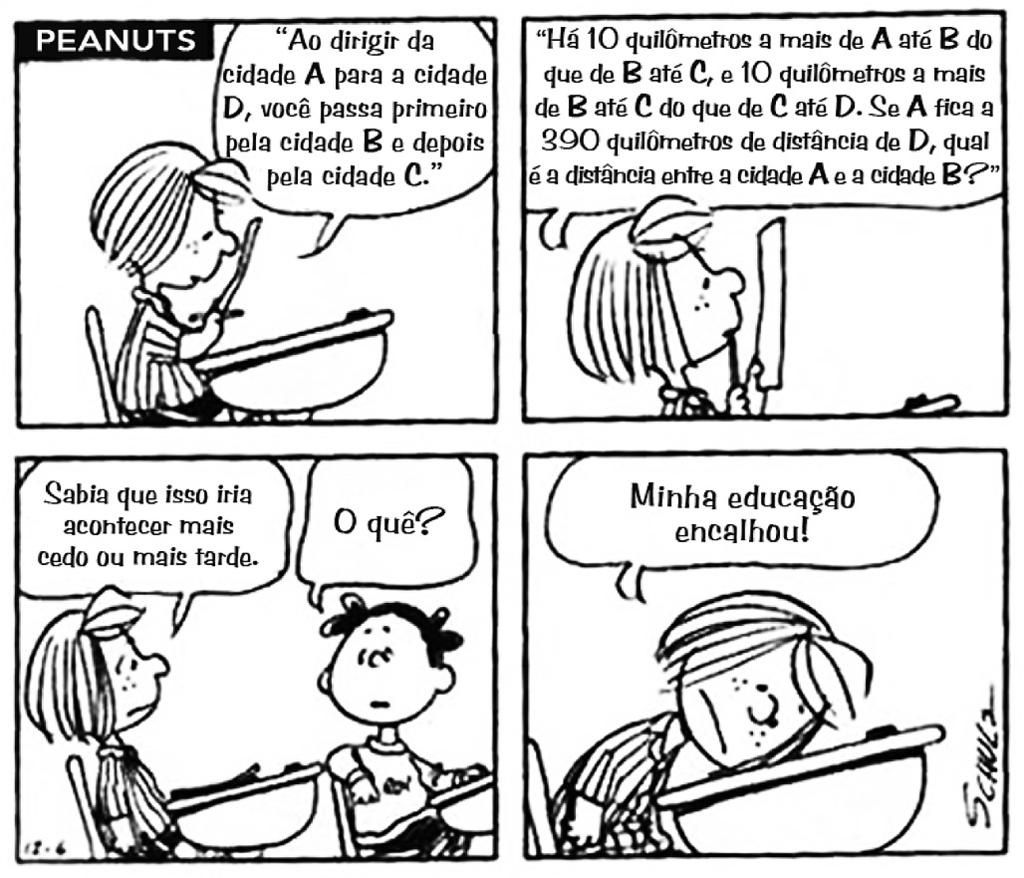 PEANUTS
“Ao dirigir da
cidade A para a cidade
D, você passa primeiro
pela cidade B e depois
pela cidade C.”
“Há 10 quilômetros a mais de A até B do
que de B até C, e 10 quilômetros a mais
de B até C do que de C até D. Se A fica a
390 quilômetros de distância de D, qual
é a distância entre a cidade A e a cidade B?”
Sabia que isso iria
acontecer mais
cedo ou mais tarde.
O quê?
12-6
Minha educação
encalhou!
SCHULZ